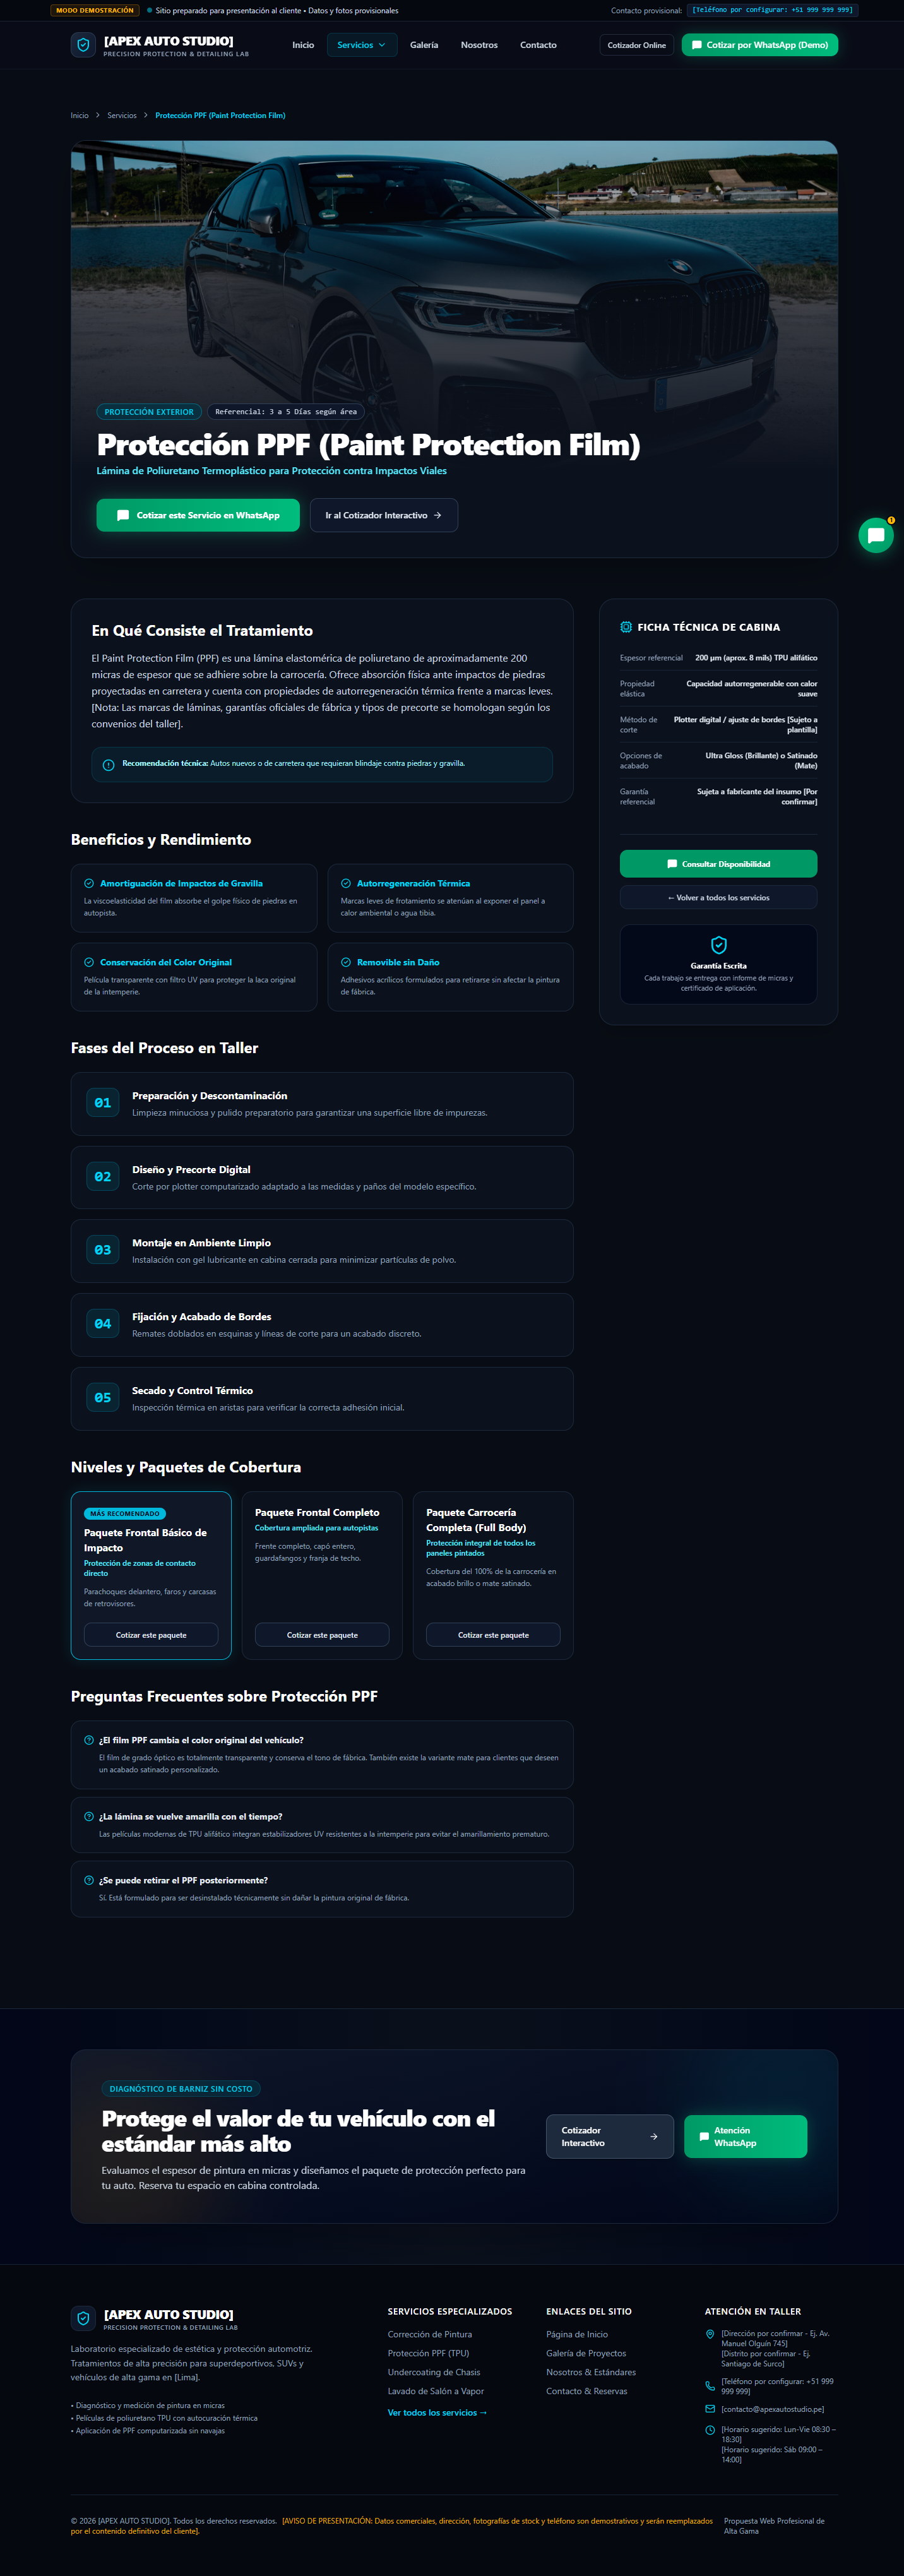 MODO DEMOSTRACIÓN
Sitio preparado para presentación al cliente • Datos y fotos provisionales
Contacto provisional:
[Teléfono por configurar: +51 999 999 999]
[APEX AUTO STUDIO]
PRECISION PROTECTION & DETAILING LAB
Inicio
Servicios
Galería
Nosotros
Contacto
Cotizador Online
Cotizar por WhatsApp (Demo)
Inicio > Servicios > Protección PPF (Paint Protection Film)
PROTECCIÓN EXTERIOR
Referencial: 3 a 5 Días según área
Protección PPF (Paint Protection Film)
Lámina de Poliuretano Termoplástico para Protección contra Impactos Viales
Cotizar este Servicio en WhatsApp
Ir al Cotizador Interactivo →
1
En Qué Consiste el Tratamiento
El Paint Protection Film (PPF) es una lámina elastomérica de poliuretano de aproximadamente 200
micras de espesor que se adhiere sobre la carrocería. Ofrece absorción física ante impactos de piedras
proyectadas en carretera y cuenta con propiedades de autorregeneración térmica frente a marcas leves.
[Nota: Las marcas de láminas, garantías oficiales de fábrica y tipos de precorte se homologan según los
convenios del taller].
Recomendación técnica: Autos nuevos o de carretera que requieran blindaje contra piedras y gravilla.
FICHA TÉCNICA DE CABINA
Espesor referencial
200 μm (aprox. 8 mils) TPU alifático
Propiedad
elástica
Capacidad autorregenerable con calor
suave
Método de
corte
Plotter digital / ajuste de bordes [Sujeto a
plantilla]
Opciones de
acabado
Ultra Gloss (Brillante) o Satinado
(Mate)
Garantía
referencial
Sujeta a fabricante del insumo [Por
confirmar]
Consultar Disponibilidad
← Volver a todos los servicios
Garantía Escrita
Cada trabajo se entrega con informe de micras y
certificado de aplicación.
Beneficios y Rendimiento
Amortiguación de Impactos de Gravilla
La viscoelasticidad del film absorbe el golpe físico de piedras en
autopista.
Autorregeneración Térmica
Marcas leves de frotamiento se atenúan al exponer el panel a
calor ambiental o agua tibia.
Conservación del Color Original
Película transparente con filtro UV para proteger la laca original
de la intemperie.
Removible sin Daño
Adhesivos acrílicos formulados para retirarse sin afectar la pintura
de fábrica.
Fases del Proceso en Taller
01
Preparación y Descontaminación
Limpieza minuciosa y pulido preparatorio para garantizar una superficie libre de impurezas.
02
Diseño y Precorte Digital
Corte por plotter computarizado adaptado a las medidas y paños del modelo específico.
03
Montaje en Ambiente Limpio
Instalación con gel lubricante en cabina cerrada para minimizar partículas de polvo.
04
Fijación y Acabado de Bordes
Remates doblados en esquinas y líneas de corte para un acabado discreto.
05
Secado y Control Térmico
Inspección térmica en aristas para verificar la correcta adhesión inicial.
Niveles y Paquetes de Cobertura
MÁS RECOMENDADO
Paquete Frontal Básico de
Impacto
Protección de zonas de contacto
directo
Parachoques delantero, faros y carcasas
de retrovisores.
Cotizar este paquete
Paquete Frontal Completo
Cobertura ampliada para autopistas
Frente completo, capó entero,
guardafangos y franja de techo.
Cotizar este paquete
Paquete Carrocería
Completa (Full Body)
Protección integral de todos los
paneles pintados
Cobertura del 100% de la carrocería en
acabado brillo o mate satinado.
Cotizar este paquete
Preguntas Frecuentes sobre Protección PPF
¿El film PPF cambia el color original del vehículo?
El film de grado óptico es totalmente transparente y conserva el tono de fábrica. También existe la variante mate para clientes que deseen
un acabado satinado personalizado.
¿La lámina se vuelve amarilla con el tiempo?
Las películas modernas de TPU alifático integran estabilizadores UV resistentes a la intemperie para evitar el amarillamiento prematuro.
¿Se puede retirar el PPF posteriormente?
Sí. Está formulado para ser desinstalado técnicamente sin dañar la pintura original de fábrica.
DIAGNÓSTICO DE BARNIZ SIN COSTO
Protege el valor de tu vehículo con el
estándar más alto
Evaluamos el espesor de pintura en micras y diseñamos el paquete de protección perfecto para
tu auto. Reserva tu espacio en cabina controlada.
Cotizador
Interactivo →
Atención
WhatsApp
[APEX AUTO STUDIO]
PRECISION PROTECTION & DETAILING LAB
Laboratorio especializado de estética y protección automotriz.
Tratamientos de alta precisión para superdeportivos, SUVs y
vehículos de alta gama en [Lima].
• Diagnóstico y medición de pintura en micras
• Películas de poliuretano TPU con autocuración térmica
• Aplicación de PPF computarizada sin navajas
SERVICIOS ESPECIALIZADOS
Corrección de Pintura
Protección PPF (TPU)
Undercoating de Chasis
Lavado de Salón a Vapor
Ver todos los servicios →
ENLACES DEL SITIO
Página de Inicio
Galería de Proyectos
Nosotros & Estándares
Contacto & Reservas
ATENCIÓN EN TALLER
[Dirección por confirmar - Ej. Av.
Manuel Olguín 745]
[Distrito por confirmar - Ej.
Santiago de Surco]
[Teléfono por configurar: +51 999
999 999]
[contacto@apexautostudio.pe]
[Horario sugerido: Lun-Vie 08:30 –
18:30]
[Horario sugerido: Sáb 09:00 –
14:00]
© 2026 [APEX AUTO STUDIO]. Todos los derechos reservados. [AVISO DE PRESENTACIÓN: Datos comerciales, dirección, fotografías de stock y teléfono son demostrativos y serán reemplazados
por el contenido definitivo del cliente].
Propuesta Web Profesional de
Alta Gama